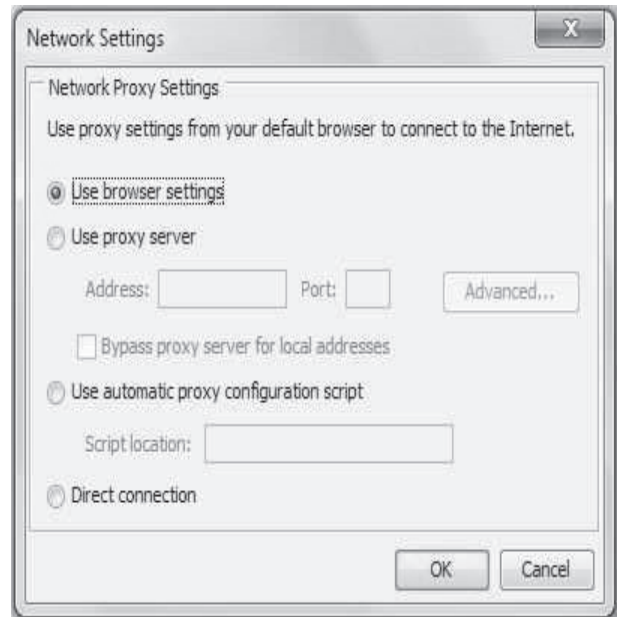 Network Settings
X
Network Proxy Settings
Use proxy settings from your default browser to connect to the Internet.
Use browser settings
Use proxy server
Address: Port: Advanced...
Bypass proxy server for local addresses
Use automatic proxy configuration script
Script location:
Direct connection
OK Cancel